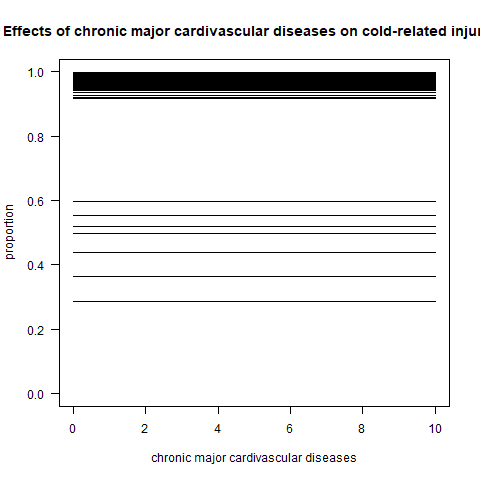 Effects of chronic major cardivascular diseases on cold-related injur
1.0
0.8
0.6
0.4
0.2
0.0
proportion
0 2 4 6 8 10
chronic major cardivascular diseases